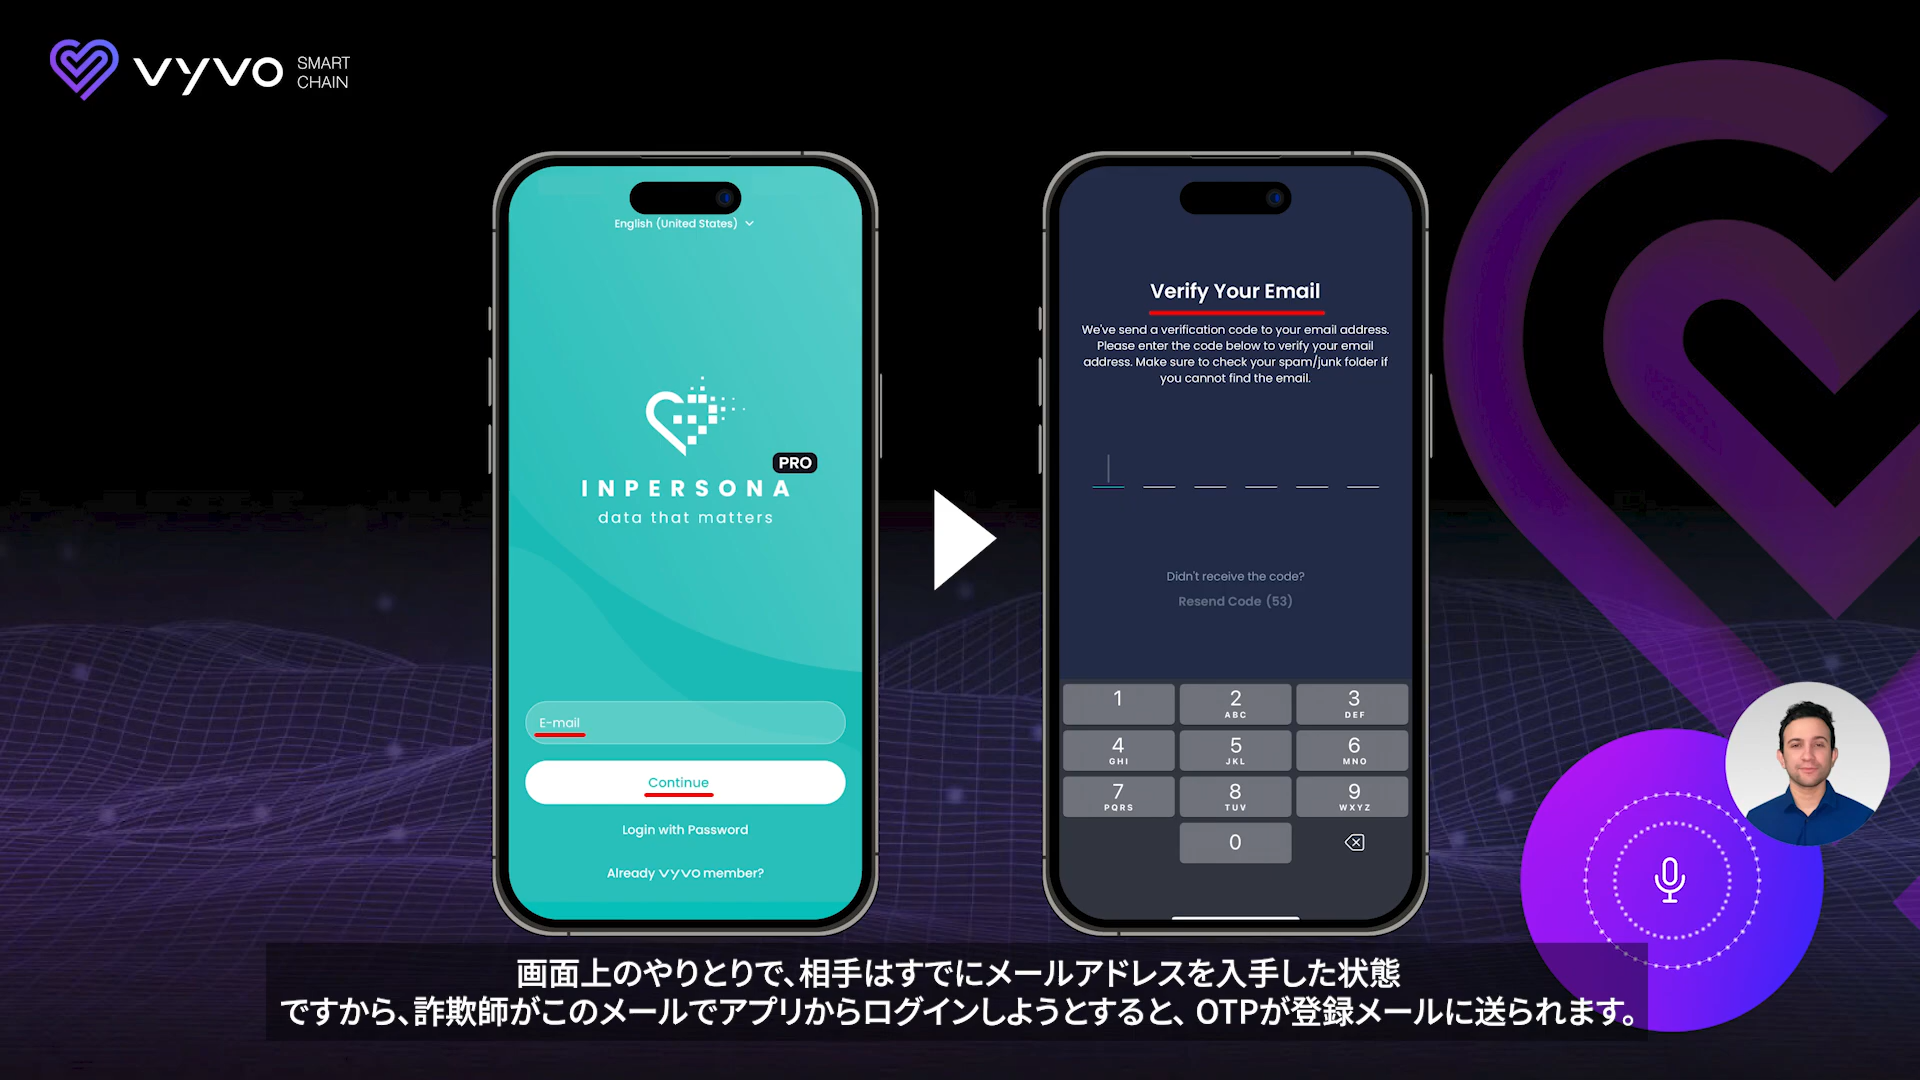 vyvo SMART
CHAIN
English (United States)
PRO
INPERSONA
data that matters
E-mail
Continue
Login with Password
Already vyvo member?
Verify Your Email
We've send a verification code to your email address.
Please enter the code below to verify your email
address. Make sure to check your spam/junk folder if
you cannot find the email.
Didn't receive the code?
Resend Code (53)
1 2 3
ABC DEF
4 5 6
GHI JKL MNO
7 8 9
PQRS TUV WXYZ
0
画面上のやりとりで、相手はすでにメールアドレスを入手した状態
ですから、詐欺師がこのメールでアプリからログインしようとすると、OTPが登録メールに送られます。